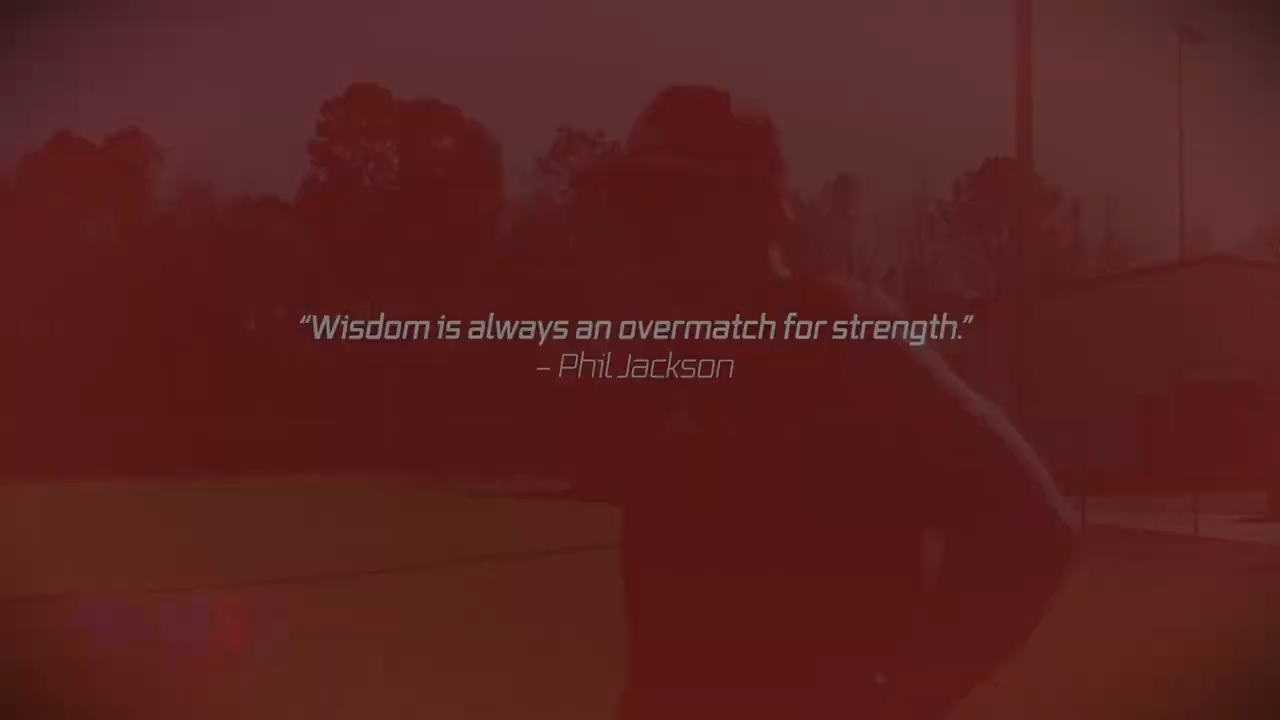 “Wisdom is always an overmatch for strength.”
– Phil Jackson